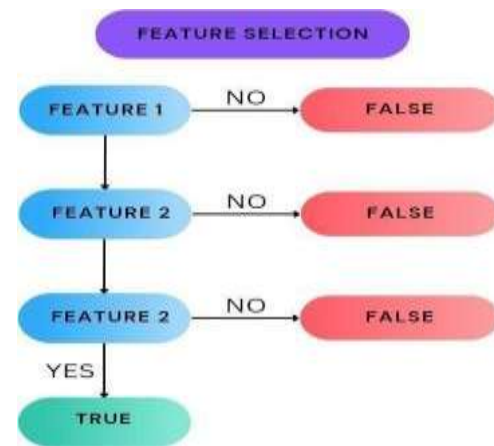 FEATURE SELECTION
FEATURE 1
NO
FALSE
FEATURE 2
NO
FALSE
FEATURE 2
NO
FALSE
YES
TRUE